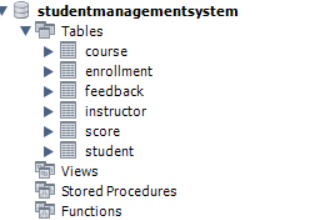 studentmanagementsystem
Tables
course
enrollment
feedback
instructor
score
student
Views
Stored Procedures
Functions